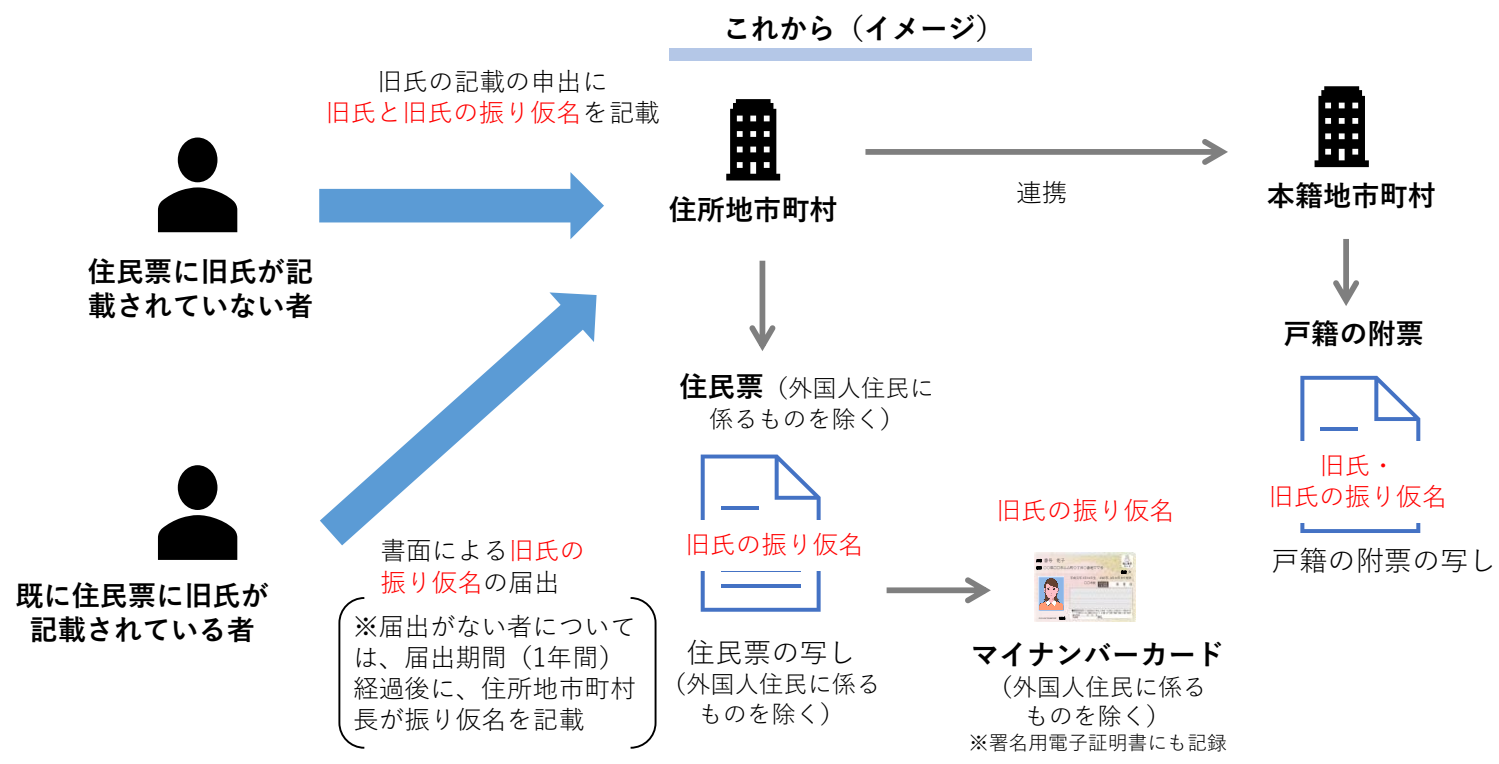 これから（イメージ）
旧氏の記載の申出に
旧氏と旧氏の振り仮名を記載
住民票に旧氏が記
載されていない者
住所地市町村
連携
本籍地市町村
住民票（外国人住民に
係るものを除く）
旧氏の振り仮名
住民票の写し
（外国人住民に係る
ものを除く）
戸籍の附票
旧氏・
旧氏の振り仮名
戸籍の附票の写し
既に住民票に旧氏が
記載されている者
書面による旧氏の
振り仮名の届出
※届出がない者について
は、届出期間（1年間）
経過後に、住所地市町村
長が振り仮名を記載
旧氏の振り仮名
マイナンバーカード
（外国人住民に係る
ものを除く）
※署名用電子証明書にも記録